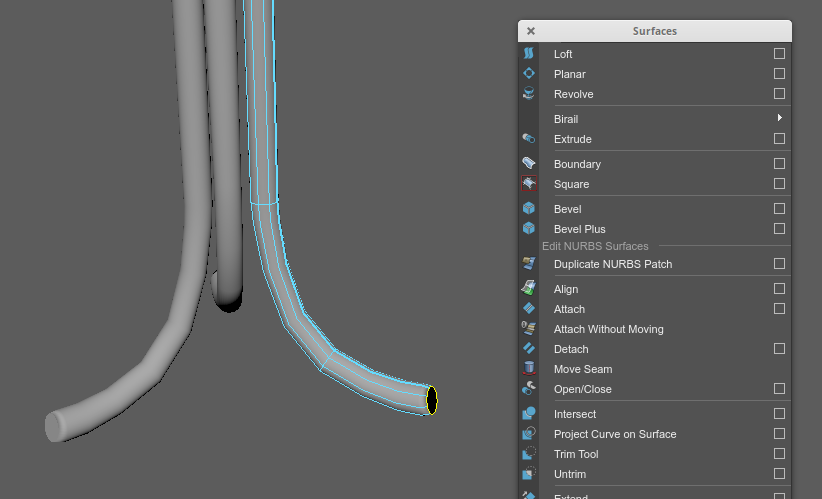 Surfaces
Loft
Planar
Revolve
Birail
Extrude
Boundary
Square
Bevel
Bevel Plus
Edit NURBS Surfaces
Duplicate NURBS Patch
Align
Attach
Attach Without Moving
Detach
Move Seam
Open/Close
Intersect
Project Curve on Surface
Trim Tool
Untrim
Extend